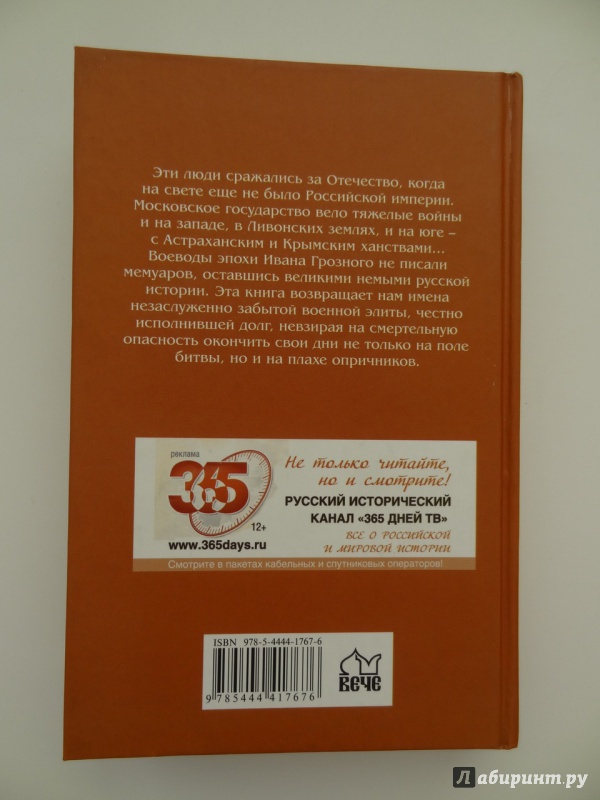 Эти люди сражались за Отечество, когда
на свете еще не было Российской империи.
Московское государство вело тяжелые войны
и на западе, в Ливонских землях, и на юге –
с Астраханским и Крымским ханствами...
Воеводы эпохи Ивана Грозного не писали
мемуаров, оставшись великими немыми русской
истории. Эта книга возвращает нам имена
незаслуженно забытой военной элиты, честно
исполнившей долг, невзирая на смертельную
опасность окончить свои дни не только на поле
битвы, но и на плахе опричников.
реклама
365
12+
www.365days.ru
Не только читайте,
но и смотрите!
РУССКИЙ ИСТОРИЧЕСКИЙ
КАНАЛ «365 ДНЕЙ ТВ»
ВСЕ О РОССИЙСКОЙ
И МИРОВОЙ ИСТОРИИ
Смотрите в пакетах кабельных и спутниковых операторов!
ISBN 978-5-4444-1767-6
9 785444 417676
ВЕЧЕ
Лабиринт.ру